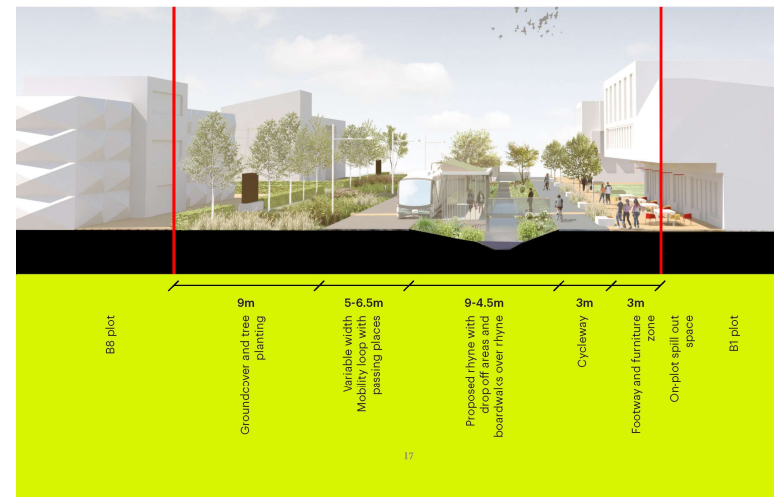 9m
5-6.5m
9-4.5m
3m
3m
B8 plot
Groundcover and tree
planting
Variable width
Mobility loop with
passing places
Proposed rhyne with
drop off areas and
boardwalks over rhyne
Cycleway
Footway and furniture
zone
On-plot spill out
space
B1 plot
17